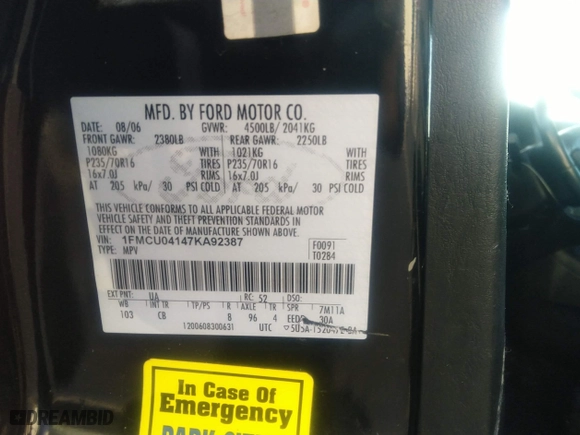 MFD. BY FORD MOTOR CO.
DATE: 08/06 GVWR: 4500LB/ 2041KG
FRONT GAWR: 2380LB REAR GAWR: 2250LB
1080KG WITH 1021KG WITH
P235/70R16 TIRES P235/70R16 TIRES
16x7.0J RIMS 16x7.0J RIMS
AT 205 kPa/ 30 PSI COLD AT 205 kPa/ 30 PSI COLD
THIS VEHICLE CONFORMS TO ALL APPLICABLE FEDERAL MOTOR
VEHICLE SAFETY AND THEFT PREVENTION STANDARDS IN EFFECT
ON THE DATE OF MANUFACTURE SHOWN ABOVE.
VIN: 1FMCU04147KA92387 F0091
TYPE: MPV T0284
EXT PNT: UA RC: 52 DSO:
WB INT TR TP/PS R AXLE TR SPR 7M11A
103 CB 8 96 4 EEDD 30A
1200608300631 UTC
In Case Of
Emergency
DREAMBID